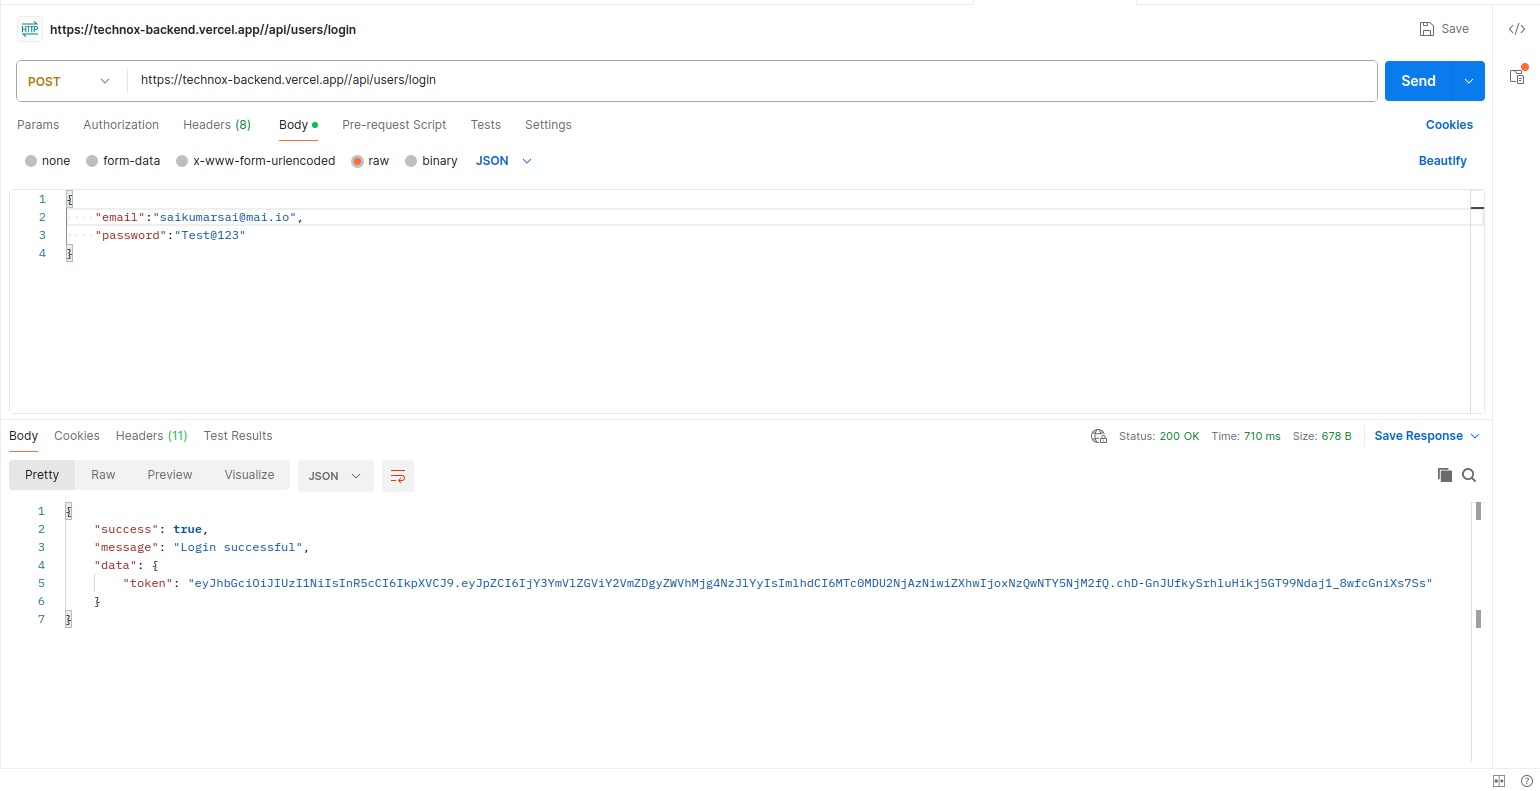 HTTP https://technox-backend.vercel.app//api/users/login Save
POST https://technox-backend.vercel.app//api/users/login Send
Params Authorization Headers (8) Body Pre-request Script Tests Settings Cookies
none form-data x-www-form-urlencoded raw binary JSON Beautify
1 {
2 "email":"saikumarsai@mai.io",
3 "password":"Test@123"
4 }
Body Cookies Headers (11) Test Results Status: 200 OK Time: 710 ms Size: 678 B Save Response
Pretty Raw Preview Visualize JSON
1 {
2 "success": true,
3 "message": "Login successful",
4 "data": {
5 "token": "eyJhbGciOiJIUzI1NiIsInR5cCI6IkpXVCJ9.eyJpZCI6IjY3YmVlZGViY2VmZDgyZWVhMjg4NzJlYyIsImlhdCI6MTc0MDU2NjAzNiwiZXhwIjoxNzQwNTY5NjM2fQ.chD-GnJUfkySrhluHikj5GT99Ndaj1_8wfcGniXs7Ss"
6 }
7 }